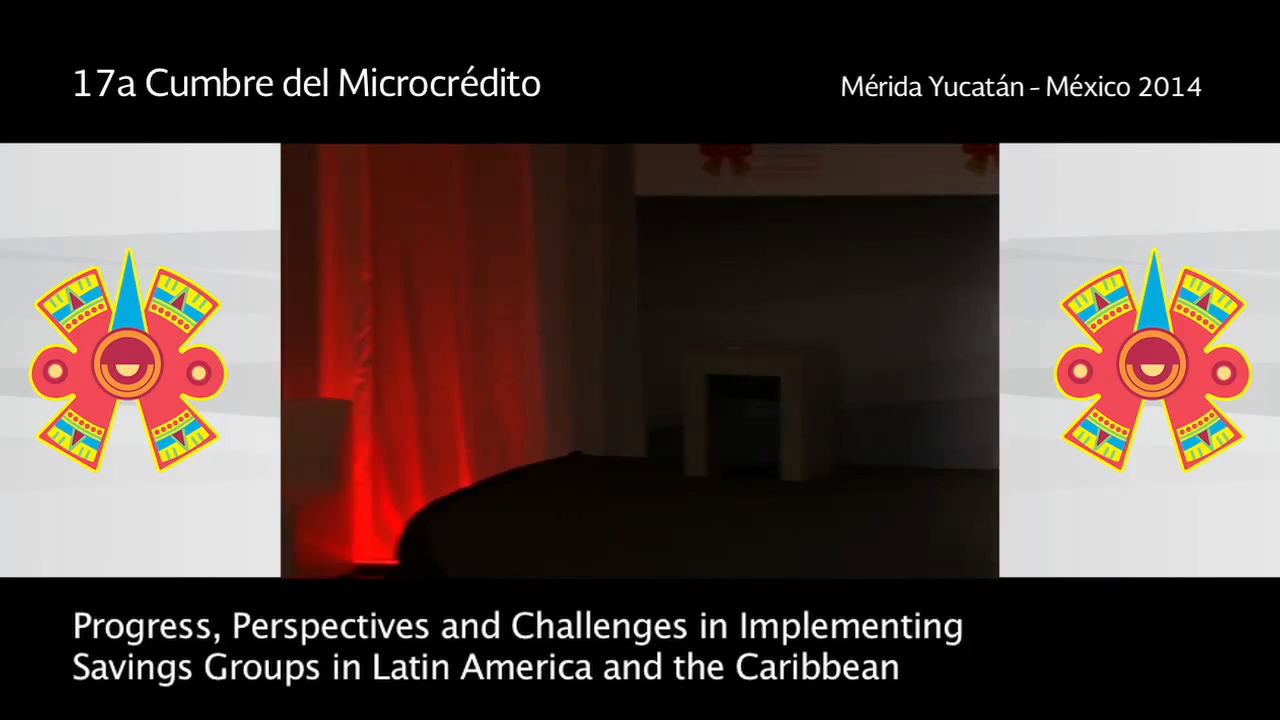 17a Cumbre del Microcrédito
Mérida Yucatán - México 2014
Progress, Perspectives and Challenges in Implementing
Savings Groups in Latin America and the Caribbean